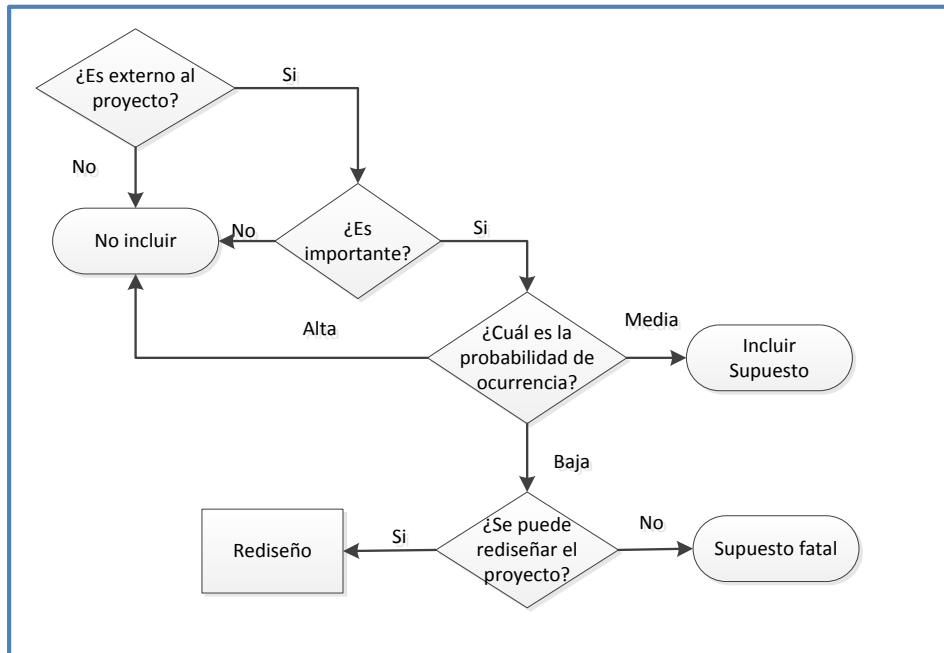 ¿Es externo al
proyecto?
Si
No
No incluir
No
¿Es
importante?
Si
Alta
¿Cuál es la
probabilidad de
ocurrencia?
Media
Incluir
Supuesto
Baja
Rediseño
Si
¿Se puede
rediseñar el
proyecto?
No
Supuesto fatal